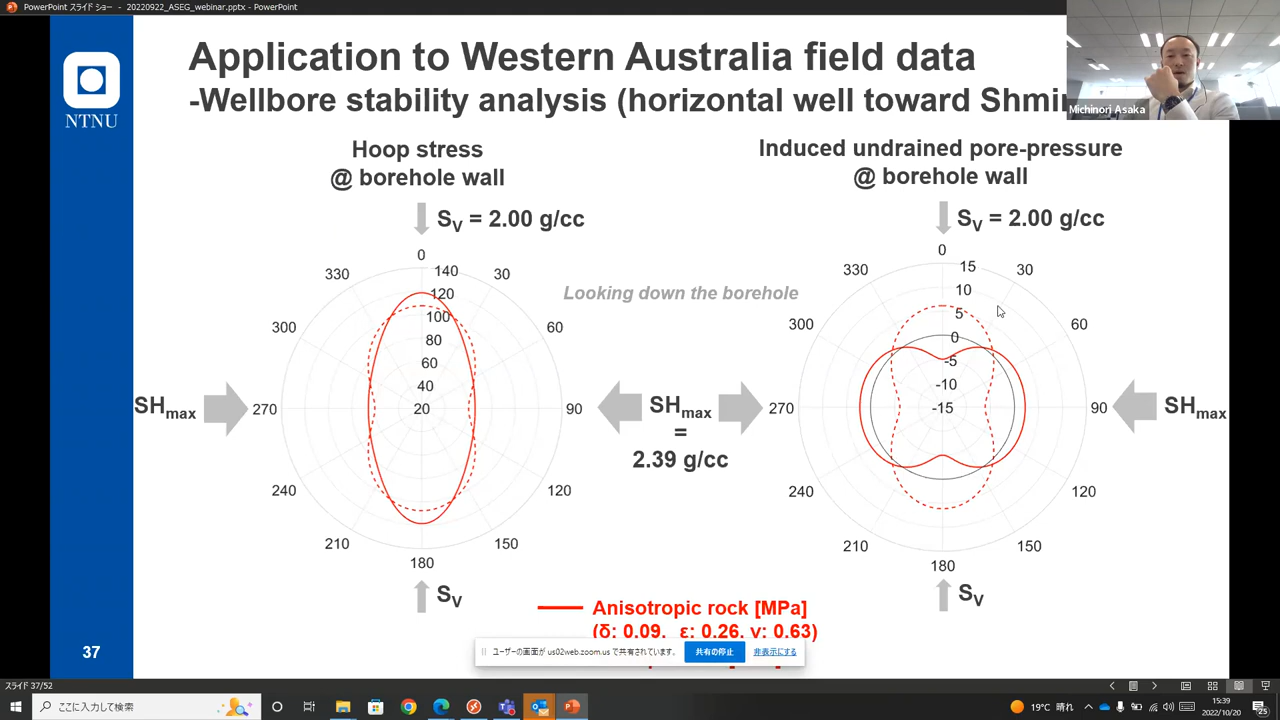 PowerPoint スライド ショー - 20220922_ASEG_webinar.pptx - PowerPoint
NTNU
Application to Western Australia field data
-Wellbore stability analysis (horizontal well toward Shmin
Michinori Asaka
Hoop stress
@ borehole wall
Induced undrained pore-pressure
@ borehole wall
SV = 2.00 g/cc
SV = 2.00 g/cc
Looking down the borehole
0
30
60
90
120
150
180
210
240
270
300
330
140
120
100
80
60
40
20
0
30
60
90
120
150
180
210
240
270
300
330
15
10
5
0
-5
-10
-15
SHmax
SHmax
=
2.39 g/cc
SHmax
SV
SV
Anisotropic rock [MPa]
(δ: 0.09, ε: 0.26, γ: 0.63)
ユーザーの画面が us02web.zoom.us で共有されています。
共有の停止
非表示にする
37
スライド 37/52
ここに入力して検索
19°C 晴れ
15:39
2022/10/20
25